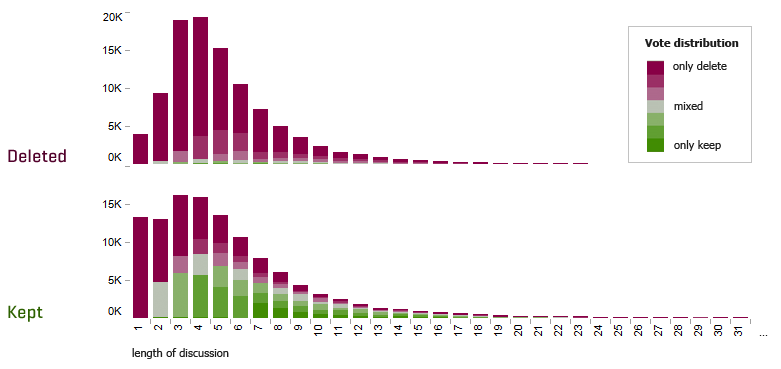 20K
15K
10K
5K
0K
Deleted
Vote distribution
only delete
mixed
only keep
15K
10K
5K
0K
Kept
1 2 3 4 5 6 7 8 9 10 11 12 13 14 15 16 17 18 19 20 21 22 23 24 25 26 27 28 29 30 31 ...
length of discussion